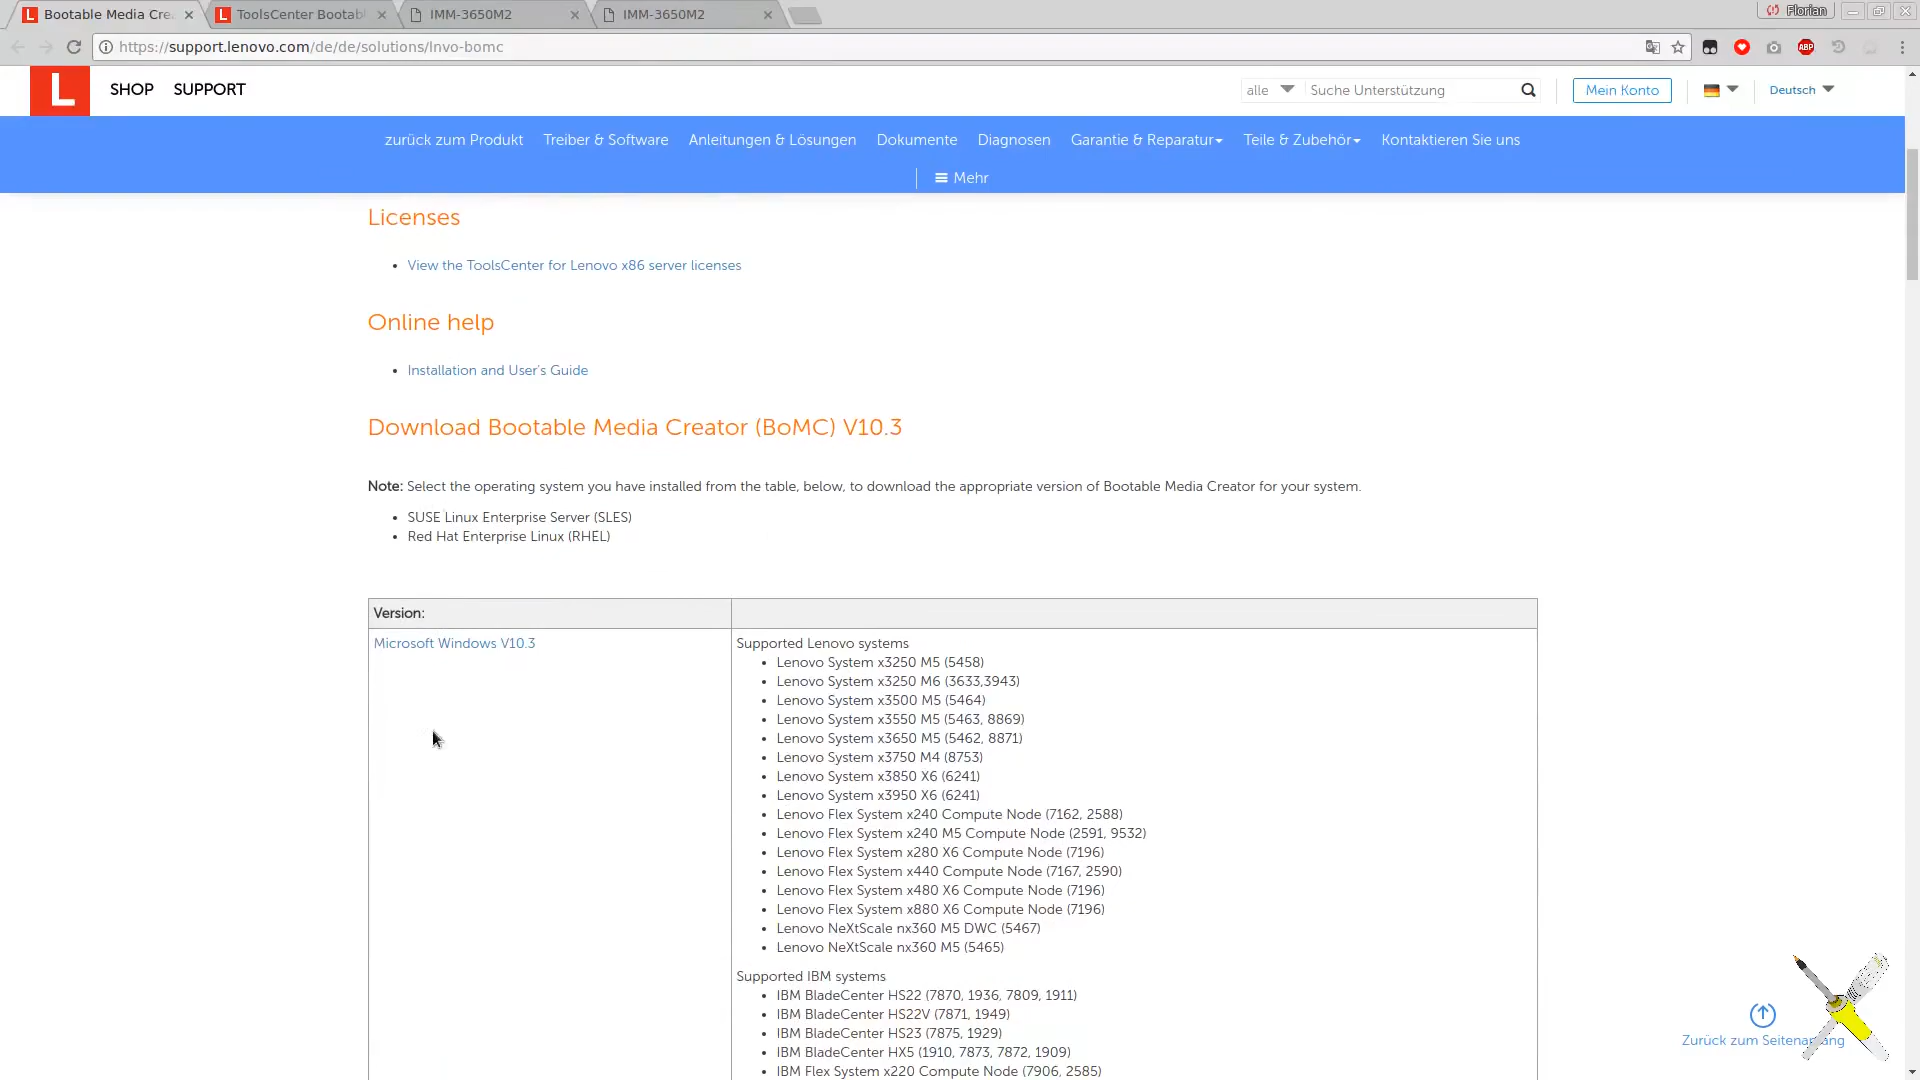 Bootable Media Cre
ToolsCenter Bootab
IMM-3650M2
IMM-3650M2
Florian
https://support.lenovo.com/de/de/solutions/lnvo-bomc
ABP
L
SHOP
SUPPORT
alle
Suche Unterstützung
Mein Konto
Deutsch
zurück zum Produkt
Treiber & Software
Anleitungen & Lösungen
Dokumente
Diagnosen
Garantie & Reparatur
Teile & Zubehör
Kontaktieren Sie uns
Mehr
Licenses
• View the ToolsCenter for Lenovo x86 server licenses
Online help
• Installation and User's Guide
Download Bootable Media Creator (BoMC) V10.3
Note: Select the operating system you have installed from the table, below, to download the appropriate version of Bootable Media Creator for your system.
• SUSE Linux Enterprise Server (SLES)
• Red Hat Enterprise Linux (RHEL)
Version:
Microsoft Windows V10.3
Supported Lenovo systems
• Lenovo System x3250 M5 (5458)
• Lenovo System x3250 M6 (3633,3943)
• Lenovo System x3500 M5 (5464)
• Lenovo System x3550 M5 (5463, 8869)
• Lenovo System x3650 M5 (5462, 8871)
• Lenovo System x3750 M4 (8753)
• Lenovo System x3850 X6 (6241)
• Lenovo System x3950 X6 (6241)
• Lenovo Flex System x240 Compute Node (7162, 2588)
• Lenovo Flex System x240 M5 Compute Node (2591, 9532)
• Lenovo Flex System x280 X6 Compute Node (7196)
• Lenovo Flex System x440 Compute Node (7167, 2590)
• Lenovo Flex System x480 X6 Compute Node (7196)
• Lenovo Flex System x880 X6 Compute Node (7196)
• Lenovo NeXtScale nx360 M5 DWC (5467)
• Lenovo NeXtScale nx360 M5 (5465)
Supported IBM systems
• IBM BladeCenter HS22 (7870, 1936, 7809, 1911)
• IBM BladeCenter HS22V (7871, 1949)
• IBM BladeCenter HS23 (7875, 1929)
• IBM BladeCenter HX5 (1910, 7873, 7872, 1909)
• IBM Flex System x220 Compute Node (7906, 2585)
Zurück zum Seitenanfang